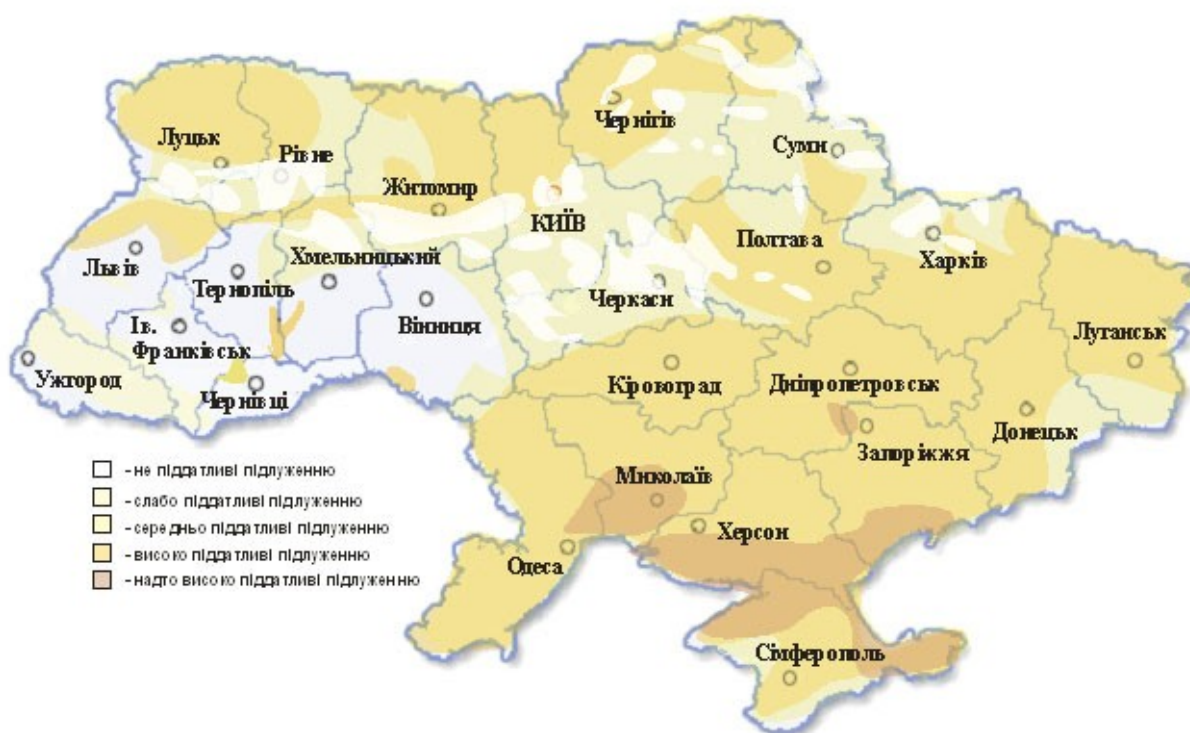 Чернігів
Луцьк
Рівне
Суми
Житомир
КИЇВ
Полтава
Харків
Львів
Хмельницький
Тернопіль
Черкаси
Вінниця
Ів.
Франківськ
Луганськ
Ужгород
Чернівці
Кіровоград
Дніпропетровськ
Донецьк
Запоріжжя
Миколаїв
Херсон
Одеса
Сімферополь
- не піддатливі підлуженню
- слабо піддатливі підлуженню
- середньо піддатливі підлуженню
- високо піддатливі підлуженню
- надто високо піддатливі підлуженню